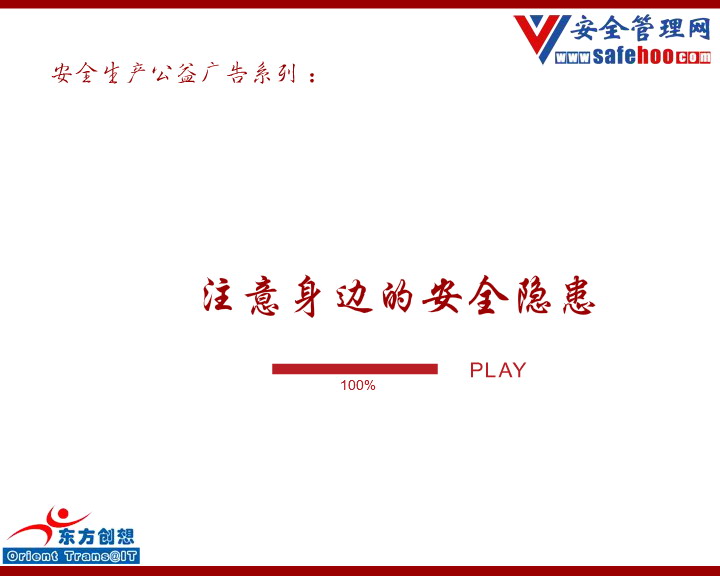 安全管理网
www.safehoo.com
安全生产公益广告系列：
注意身边的安全隐患
PLAY
100%
东方创想
Orient Trans@IT